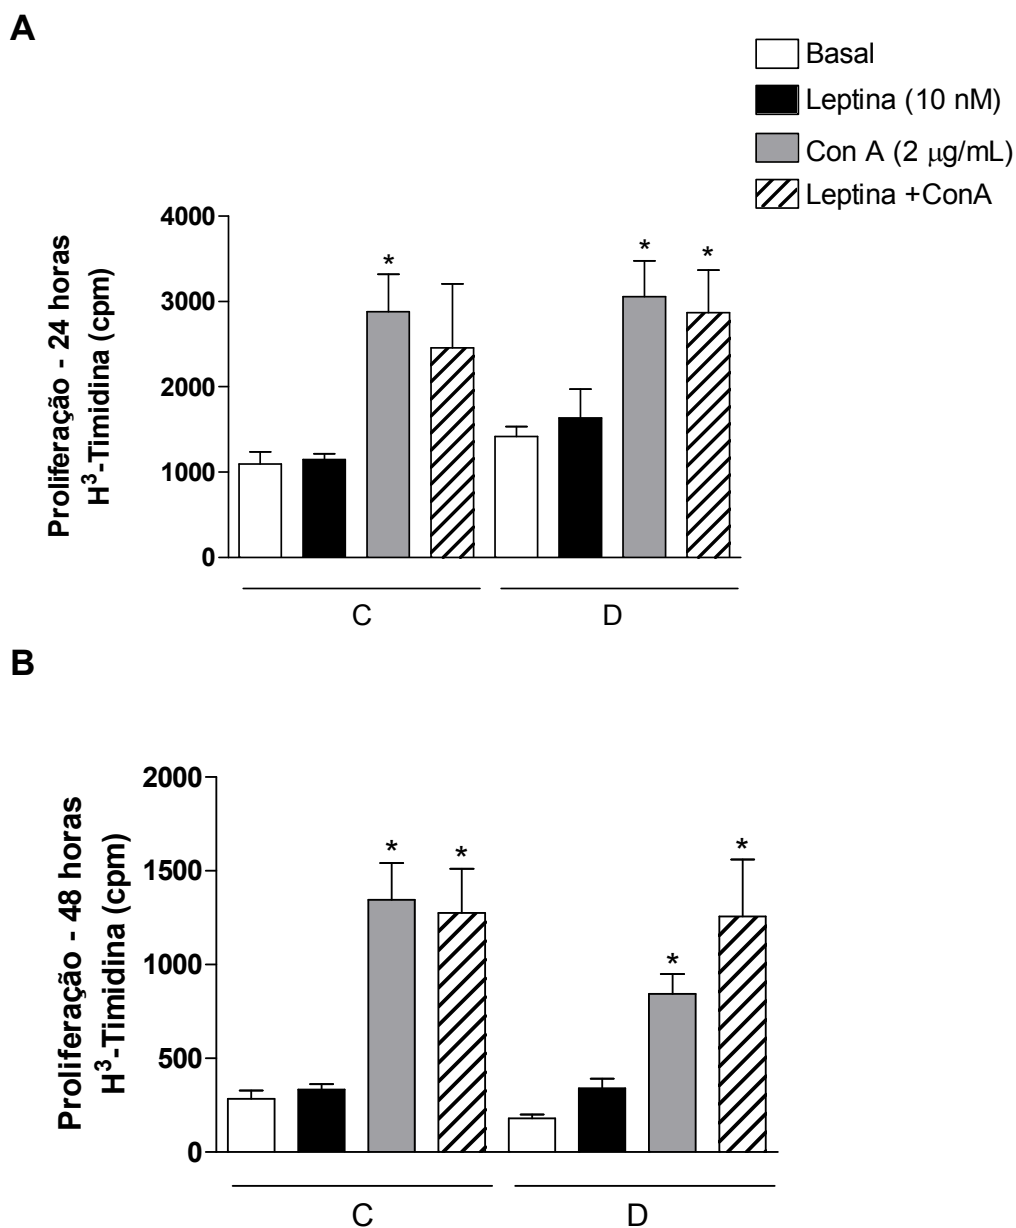 A
Basal
Leptina (10 nM)
Con A (2 μg/mL)
Leptina +ConA
Proliferação - 24 horas
H³-Timidina (cpm)
4000
3000
2000
1000
0
*
*
*
C
D
B
Proliferação - 48 horas
H³-Timidina (cpm)
2000
1500
1000
500
0
*
*
*
*
C
D